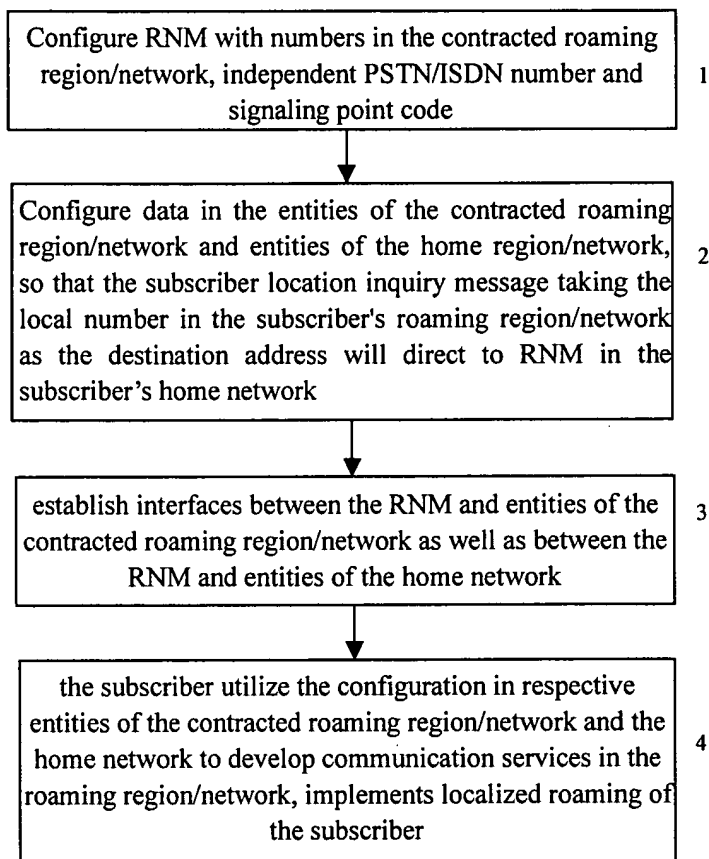 Configure RNM with numbers in the contracted roaming
region/network, independent PSTN/ISDN number and
signaling point code
1
Configure data in the entities of the contracted roaming
region/network and entities of the home region/network,
so that the subscriber location inquiry message taking the
local number in the subscriber's roaming region/network
as the destination address will direct to RNM in the
subscriber's home network
2
establish interfaces between the RNM and entities of the
contracted roaming region/network as well as between the
RNM and entities of the home network
3
the subscriber utilize the configuration in respective
entities of the contracted roaming region/network and the
home network to develop communication services in the
roaming region/network, implements localized roaming of
the subscriber
4